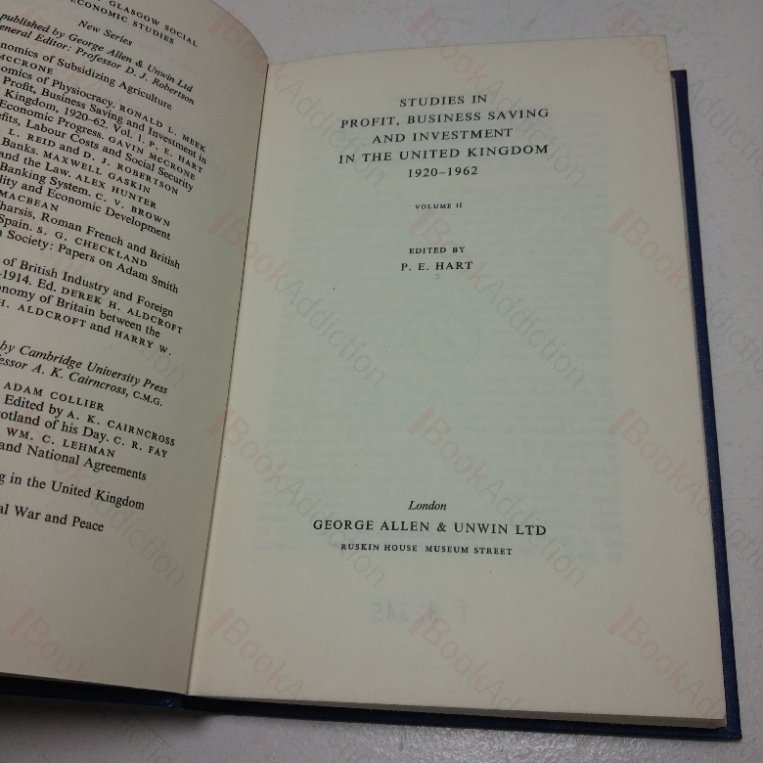 GLASGOW SOCIAL
ECONOMIC STUDIES
New Series
published by George Allen & Unwin Ltd
General Editor: Professor D. J. Robertson
onomics of Subsidizing Agriculture
MCCRONE
omics of Physiocracy. RONALD L. MEEK
Profit, Business Saving and Investment in
Kingdom, 1920-62. Vol. I. P. E. HART
Economic Progress. GAVIN MCCRONE
efits, Labour Costs and Social Security
L. REID and D. J. ROBERTSON
Banks. MAXWELL GASKIN
and the Law. ALEX HUNTER
Banking System. C. V. BROWN
lity and Economic Development
MACBEAN
harsis, Roman French and British
Spain. S. G. CHECKLAND
n Society: Papers on Adam Smith
of British Industry and Foreign
-1914. Ed. DEREK H. ALDCROFT
onomy of Britain between the
H. ALDCROFT and HARRY W.
by Cambridge University Press
fessor A. K. Cairncross, C.M.G.
ADAM COLLIER
Edited by A. K. CAIRNCROSS
cotland of his Day. C. R. FAY
WM. C. LEHMAN
and National Agreements
g in the United Kingdom
al War and Peace
STUDIES IN
PROFIT, BUSINESS SAVING
AND INVESTMENT
IN THE UNITED KINGDOM
1920-1962
VOLUME II
EDITED BY
P. E. HART
London
GEORGE ALLEN & UNWIN LTD
RUSKIN HOUSE MUSEUM STREET
BookAddiction